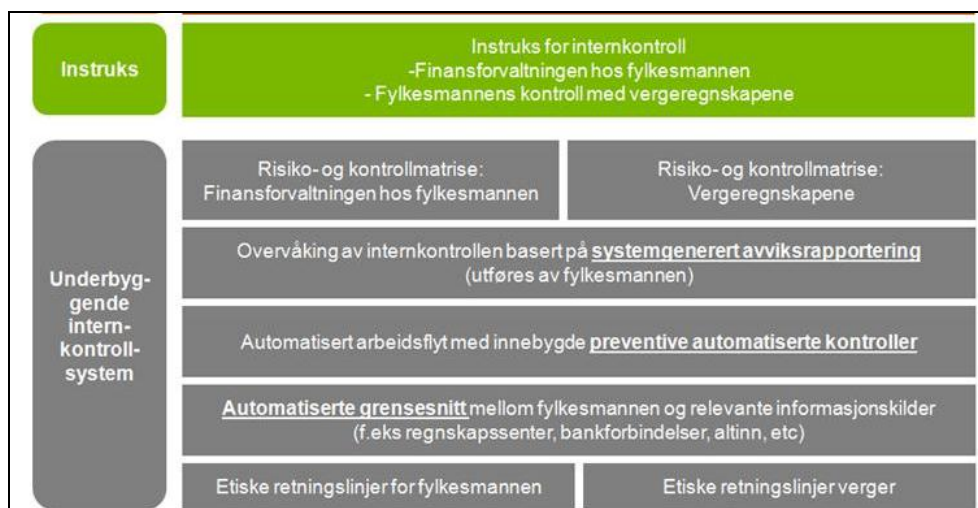 Instruks
Instruks for internkontroll
-Finansforvaltningen hos fylkesmannen
- Fylkesmannens kontroll med vergeregnskapene
Underbyg-
gende
intern-
kontroll-
system
Risiko- og kontrollmatrise:
Finansforvaltningen hos fylkesmannen
Risiko- og kontrollmatrise:
Vergeregnskapene
Overvåking av internkontrollen basert på systemgenerert avviksrapportering
(utføres av fylkesmannen)
Automatisert arbeidsflyt med innebygde preventive automatiserte kontroller
Automatiserte grensesnitt mellom fylkesmannen og relevante informasjonskilder
(f.eks regnskapssenter, bankforbindelser, altinn, etc)
Etiske retningslinjer for fylkesmannen
Etiske retningslinjer verger